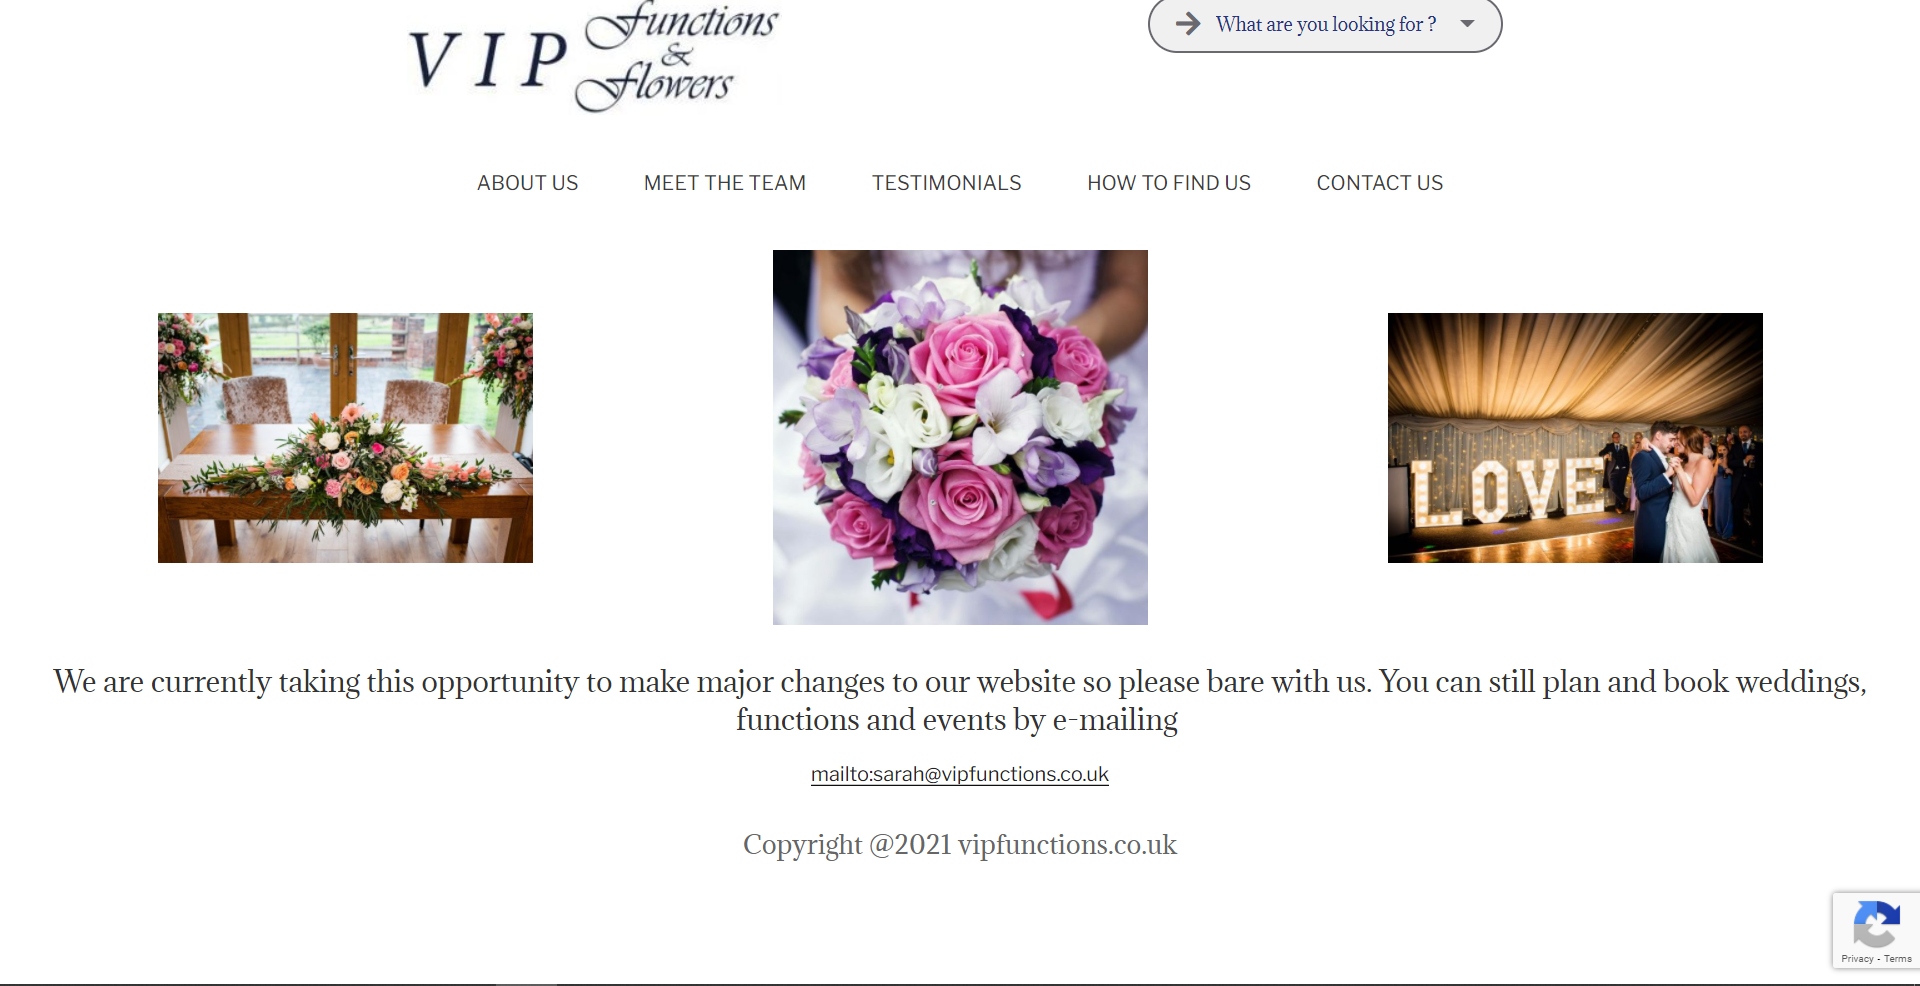 VIP Functions
&
Flowers
What are you looking for ?
ABOUT US MEET THE TEAM TESTIMONIALS HOW TO FIND US CONTACT US
LOVE
We are currently taking this opportunity to make major changes to our website so please bare with us. You can still plan and book weddings,
functions and events by e-mailing
mailto:sarah@vipfunctions.co.uk
Copyright @2021 vipfunctions.co.uk
Privacy - Terms